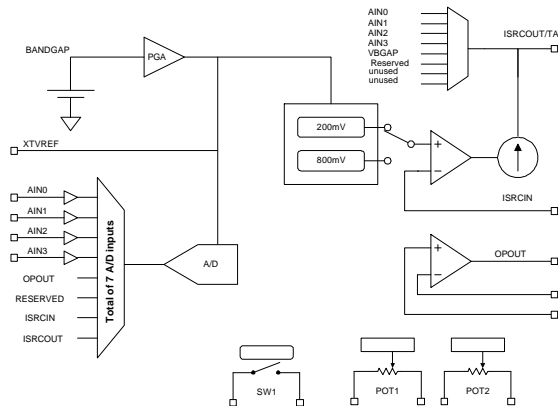 AIN0
AIN1
AIN2
AIN3
VBGAP
Reserved
unused
unused
ISRCOUT/TA
BANDGAP
PGA
200mV
800mV
XTVREF
ISRCIN
AIN0
AIN1
AIN2
AIN3
OPOUT
RESERVED
ISRCIN
ISRCOUT
Total of 7 A/D inputs
A/D
OPOUT
SW1
POT1
POT2